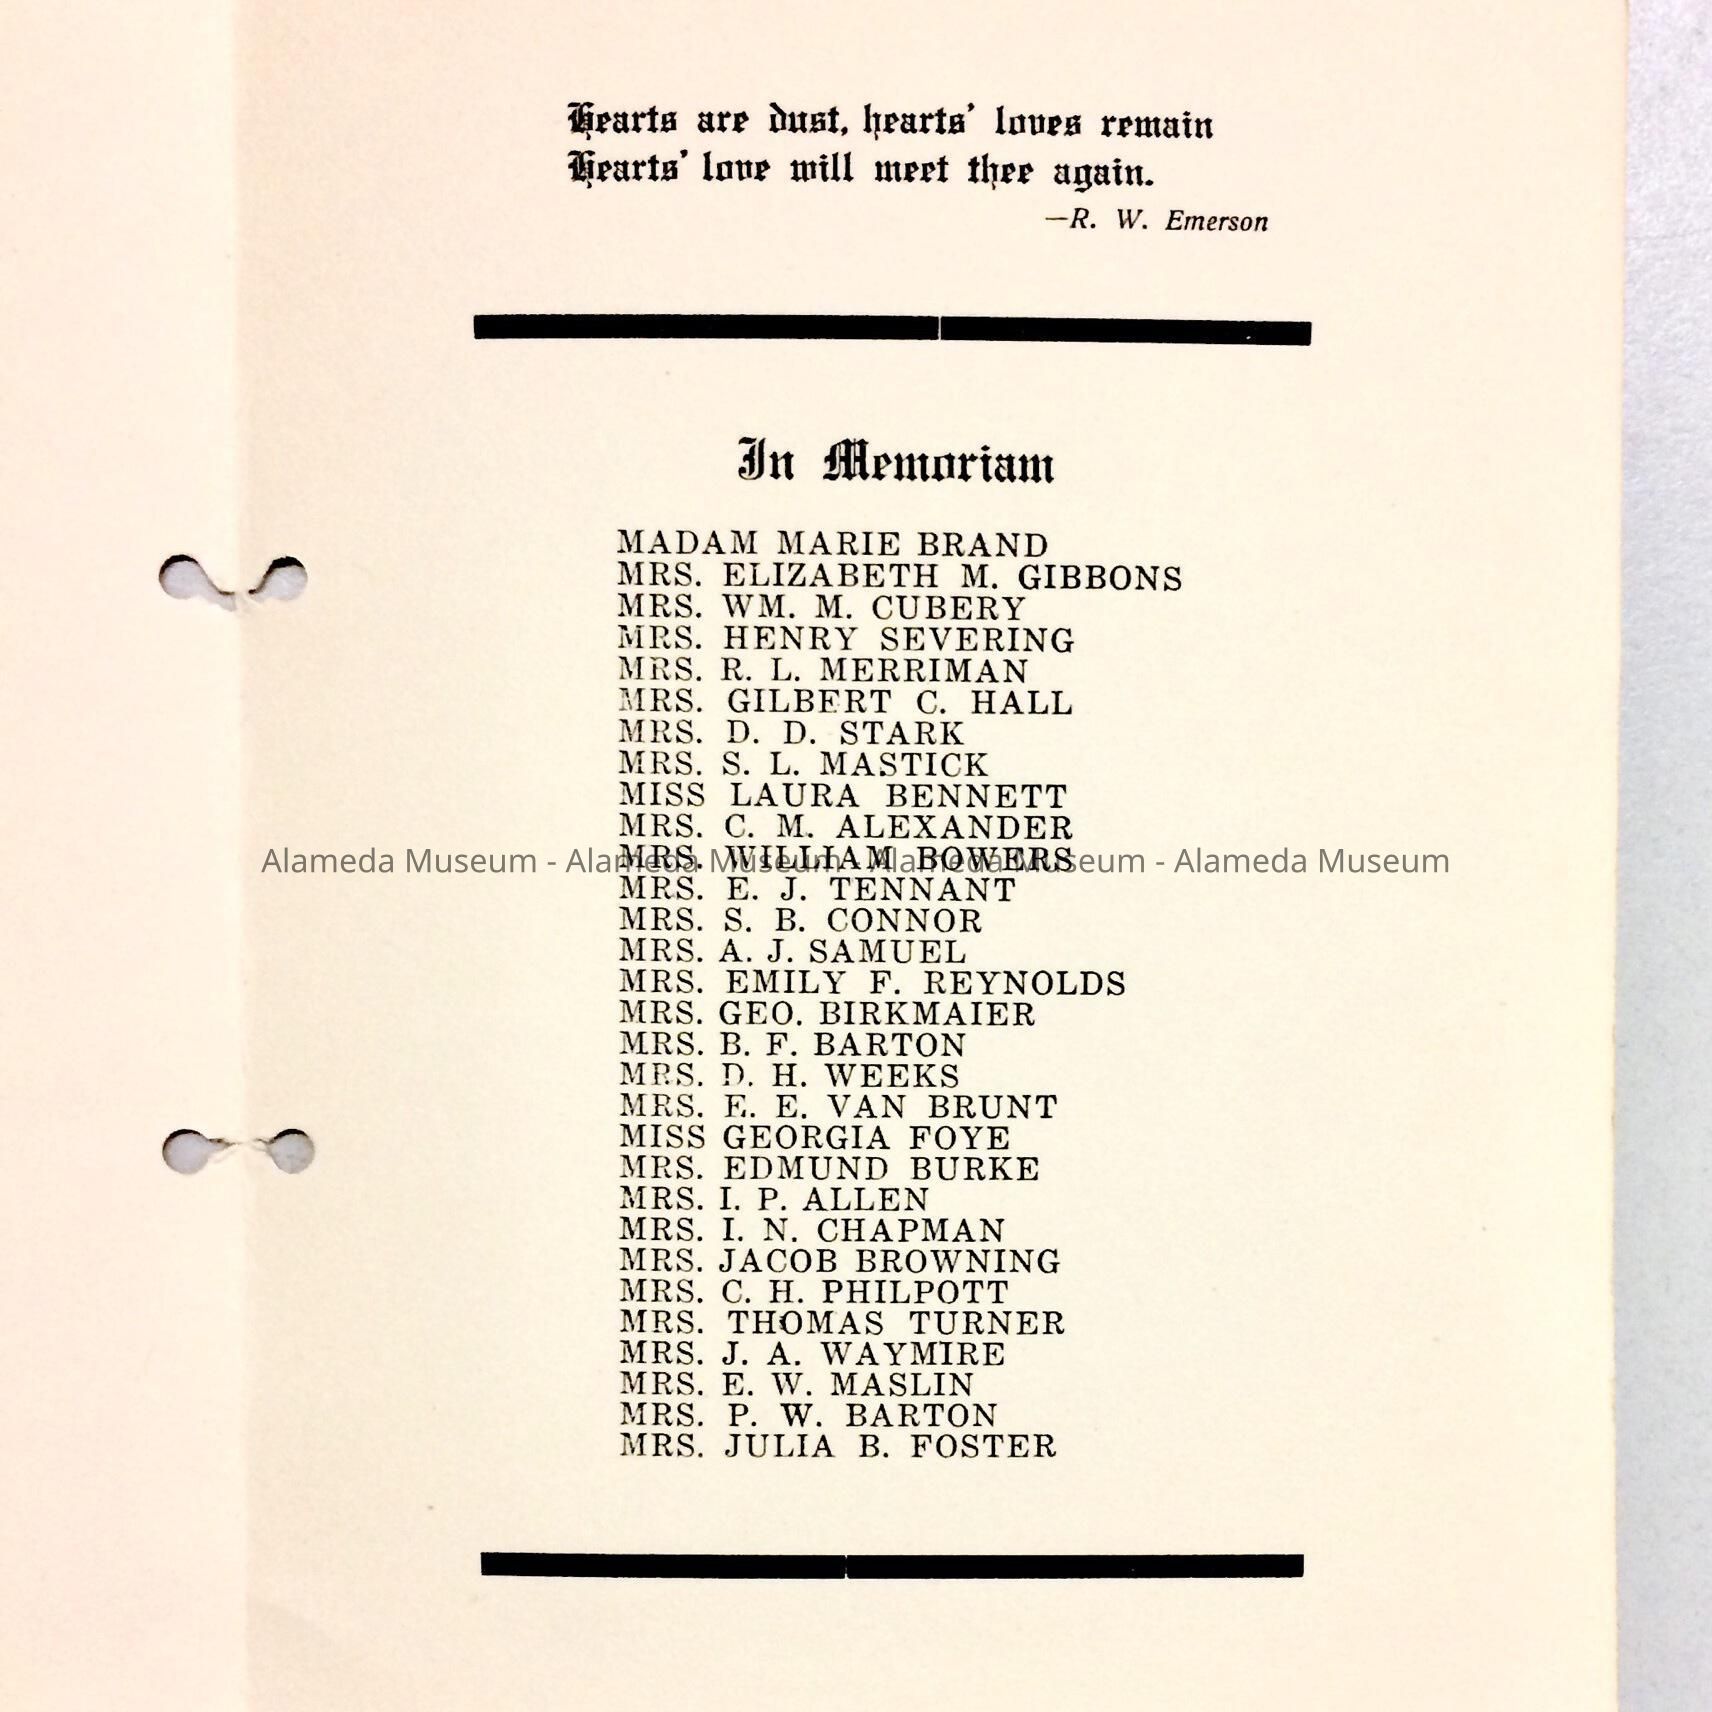 Hearts are dust, hearts' loves remain
Hearts' love will meet thee again.
—R. W. Emerson
In Memoriam
MADAM MARIE BRAND
MRS. ELIZABETH M. GIBBONS
MRS. WM. M. CUBERY
MRS. HENRY SEVERING
MRS. R. L. MERRIMAN
MRS. GILBERT C. HALL
MRS. D. D. STARK
MRS. S. L. MASTICK
MISS LAURA BENNETT
MRS. C. M. ALEXANDER
MRS. WILLIAM BOWERS
Alameda Museum - Alameda Museum - Alameda Museum - Alameda Museum
MRS. E. J. TENNANT
MRS. S. B. CONNOR
MRS. A. J. SAMUEL
MRS. EMILY F. REYNOLDS
MRS. GEO. BIRKMAIER
MRS. B. F. BARTON
MRS. D. H. WEEKS
MRS. E. E. VAN BRUNT
MISS GEORGIA FOYE
MRS. EDMUND BURKE
MRS. I. P. ALLEN
MRS. I. N. CHAPMAN
MRS. JACOB BROWNING
MRS. C. H. PHILPOTT
MRS. THOMAS TURNER
MRS. J. A. WAYMIRE
MRS. E. W. MASLIN
MRS. P. W. BARTON
MRS. JULIA B. FOSTER